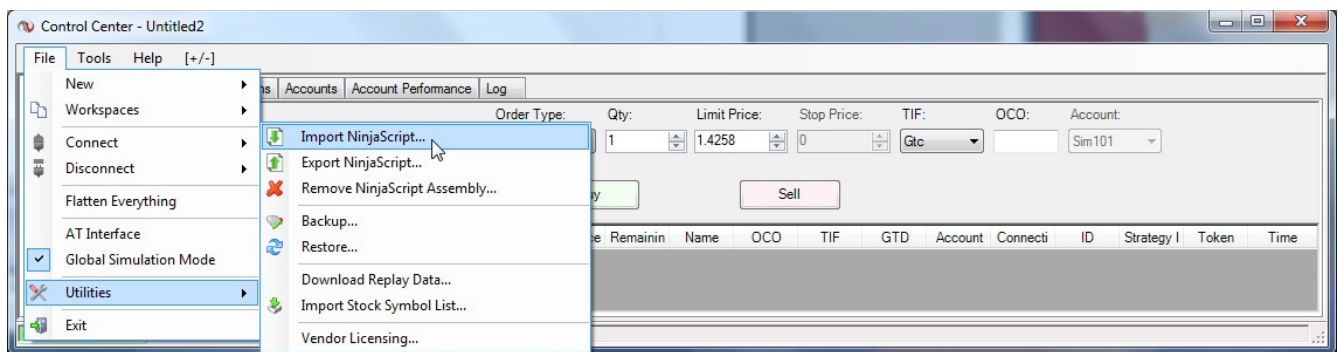 Control Center - Untitled2
File Tools Help [+/-]
New
Workspaces
Connect
Disconnect
Flatten Everything
AT Interface
Global Simulation Mode
Utilities
Exit
Accounts Account Performance Log
Import NinjaScript...
Export NinjaScript...
Remove NinjaScript Assembly...
Backup...
Restore...
Download Replay Data...
Import Stock Symbol List...
Vendor Licensing...
Order Type: Qty: Limit Price: Stop Price: TIF: OCO: Account:
1 1.4258 0 Gtc Sim101
Sell
Remainin Name OCO TIF GTD Account Connecti ID Strategy I Token Time